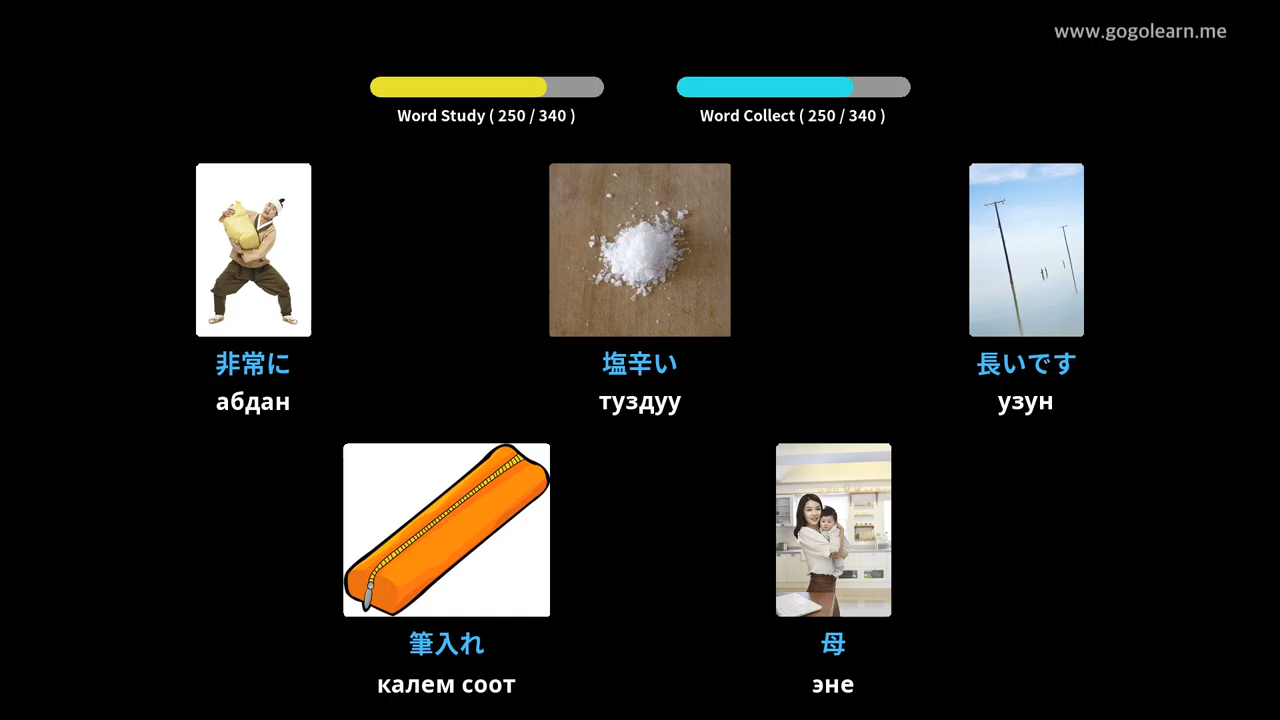 www.gogolearn.me
Word Study ( 250 / 340 )
Word Collect ( 250 / 340 )
非常に
абдан
塩辛い
туздуу
長いです
узун
筆入れ
калем соот
母
эне